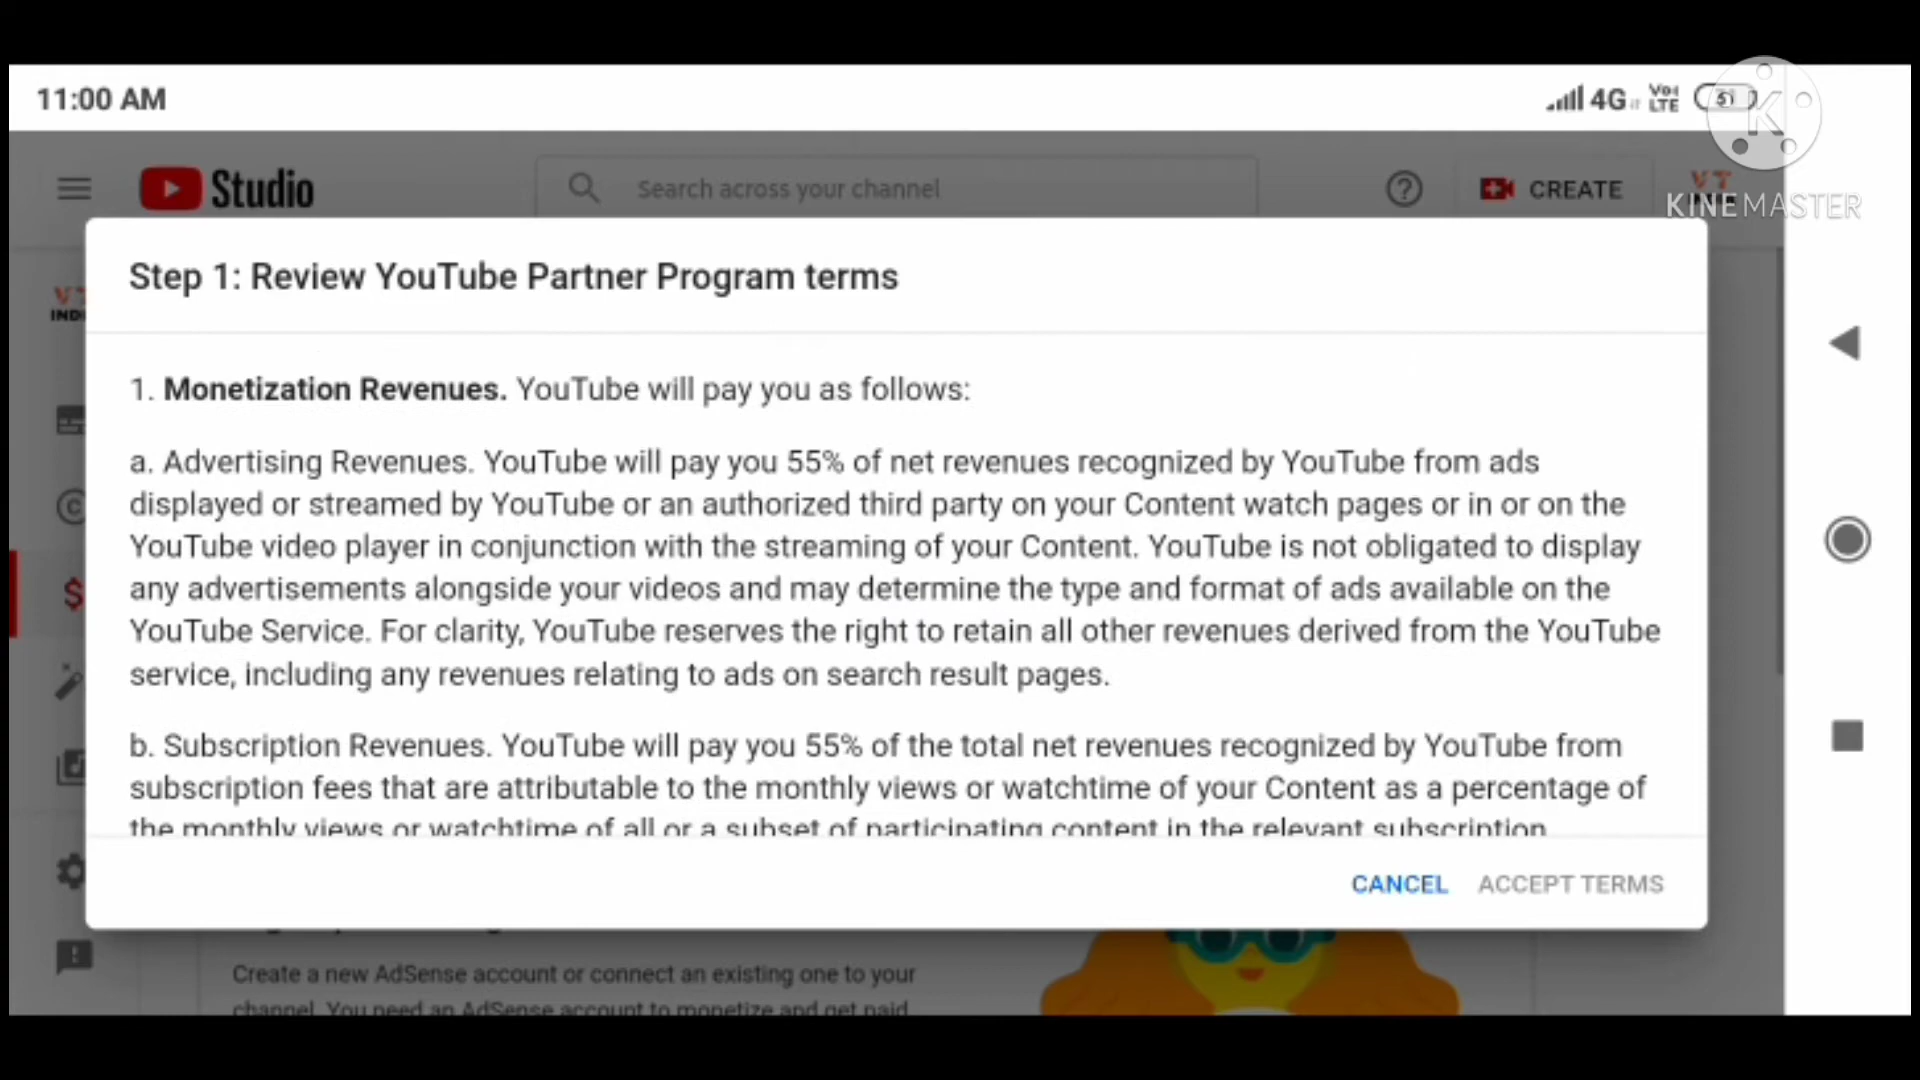 11:00 AM
4G
Vo
LTE
51
Studio
Search across your channel
CREATE
VT
KINEMASTER
Step 1: Review YouTube Partner Program terms
1. Monetization Revenues. YouTube will pay you as follows:
a. Advertising Revenues. YouTube will pay you 55% of net revenues recognized by YouTube from ads
displayed or streamed by YouTube or an authorized third party on your Content watch pages or in or on the
YouTube video player in conjunction with the streaming of your Content. YouTube is not obligated to display
any advertisements alongside your videos and may determine the type and format of ads available on the
YouTube Service. For clarity, YouTube reserves the right to retain all other revenues derived from the YouTube
service, including any revenues relating to ads on search result pages.
b. Subscription Revenues. YouTube will pay you 55% of the total net revenues recognized by YouTube from
subscription fees that are attributable to the monthly views or watchtime of your Content as a percentage of
the monthly views or watchtime of all or a subset of participating content in the relevant subscription
CANCEL ACCEPT TERMS
Create a new AdSense account or connect an existing one to your
channel. You need an AdSense account to monetize and get paid